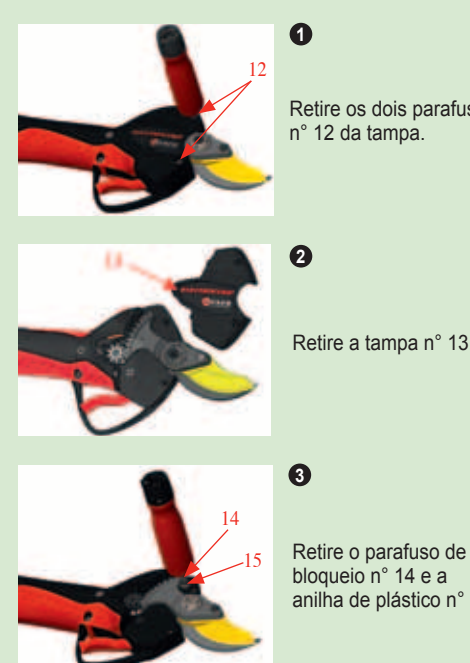 12
1
Retire os dois parafus
n° 12 da tampa.
13
2
Retire a tampa n° 13
14
15
3
Retire o parafuso de
bloqueio n° 14 e a
anilha de plástico n°